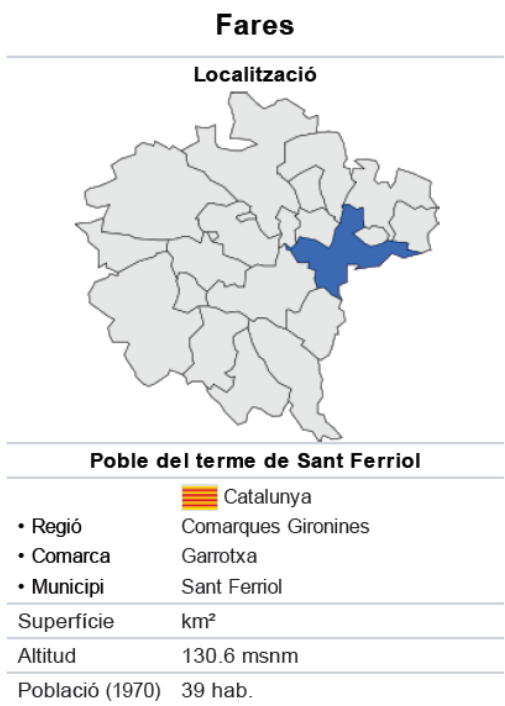 Fares
Localització
Poble del terme de Sant Ferriol
Catalunya
• Regió Comarques Gironines
• Comarca Garrotxa
• Municipi Sant Ferriol
Superfície km²
Altitud 130.6 msnm
Població (1970) 39 hab.